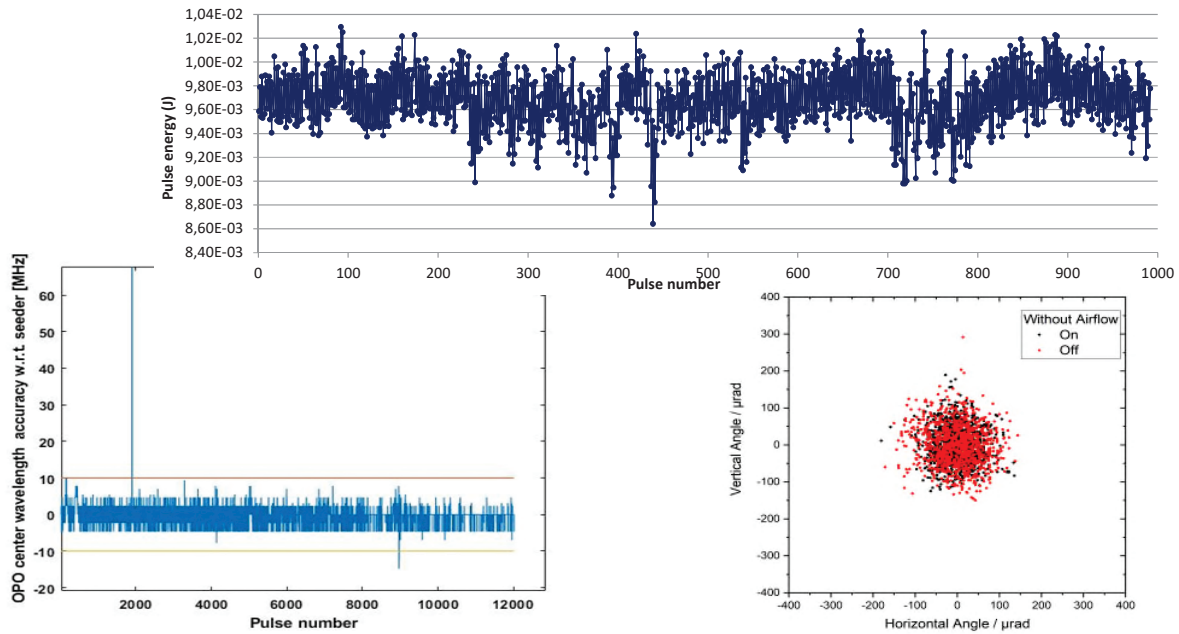 1,04E-02
1,02E-02
1,00E-02
9,80E-03
9,60E-03
9,40E-03
9,20E-03
9,00E-03
8,80E-03
8,60E-03
8,40E-03
Pulse energy (J)
0 100 200 300 400 500 600 700 800 900 1000
Pulse number
OPO center wavelength accuracy w.r.t. seeder [MHz]
60
50
40
30
20
10
0
-10
-20
2000 4000 6000 8000 10000 12000
Pulse number
400
300
200
100
0
-100
-200
-300
-400
Vertical Angle / µrad
Without Airflow
On
Off
-400 -300 -200 -100 0 100 200 300 400
Horizontal Angle / µrad